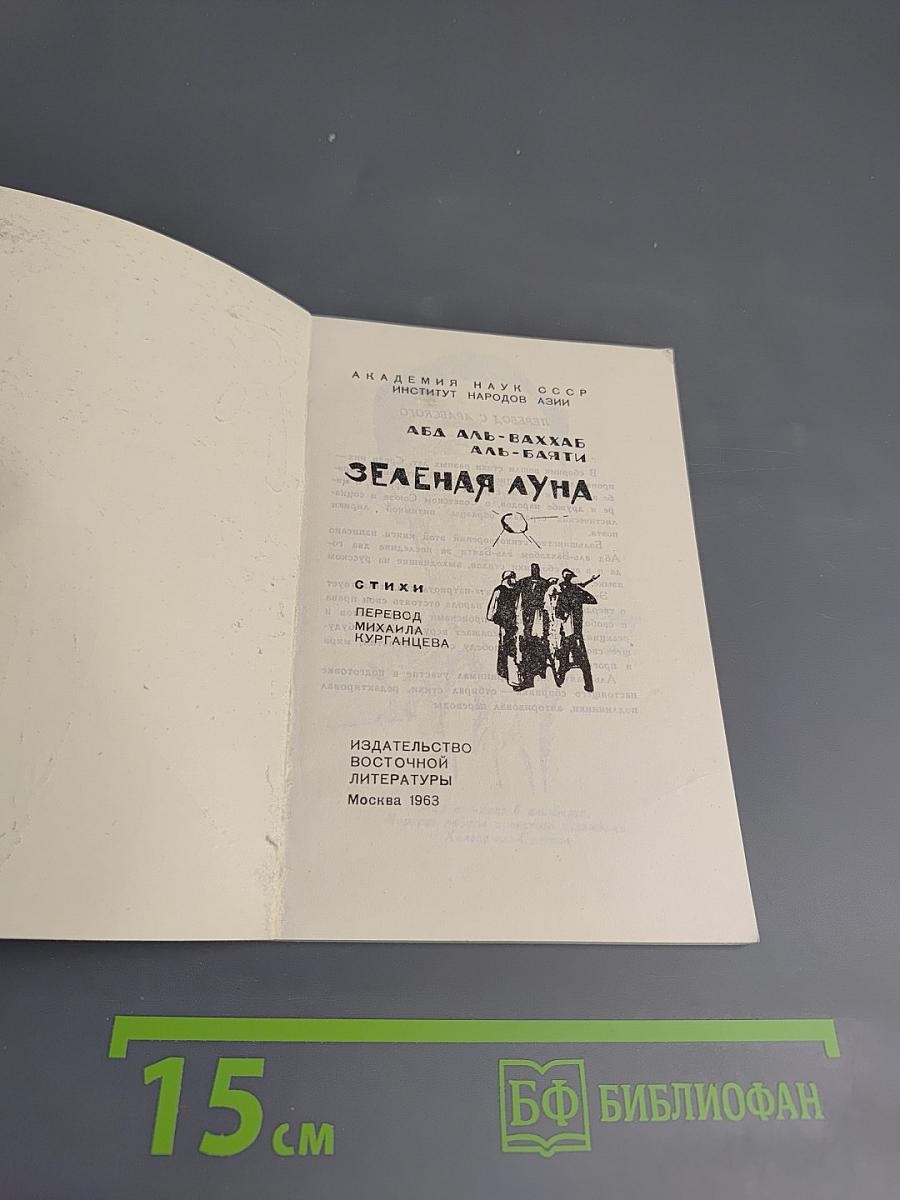 АКАДЕМИЯ НАУК СССР
ИНСТИТУТ НАРОДОВ АЗИИ
АБД АЛЬ-ВАХХАБ
АЛЬ-БАЯТИ
ЗЕЛЕНАЯ ЛУНА
СТИХИ
ПЕРЕВОД
МИХАИЛА
КУРГАНЦЕВА
ИЗДАТЕЛЬСТВО
ВОСТОЧНОЙ
ЛИТЕРАТУРЫ
Москва 1963
15 см
БФ БИБЛИОФАН